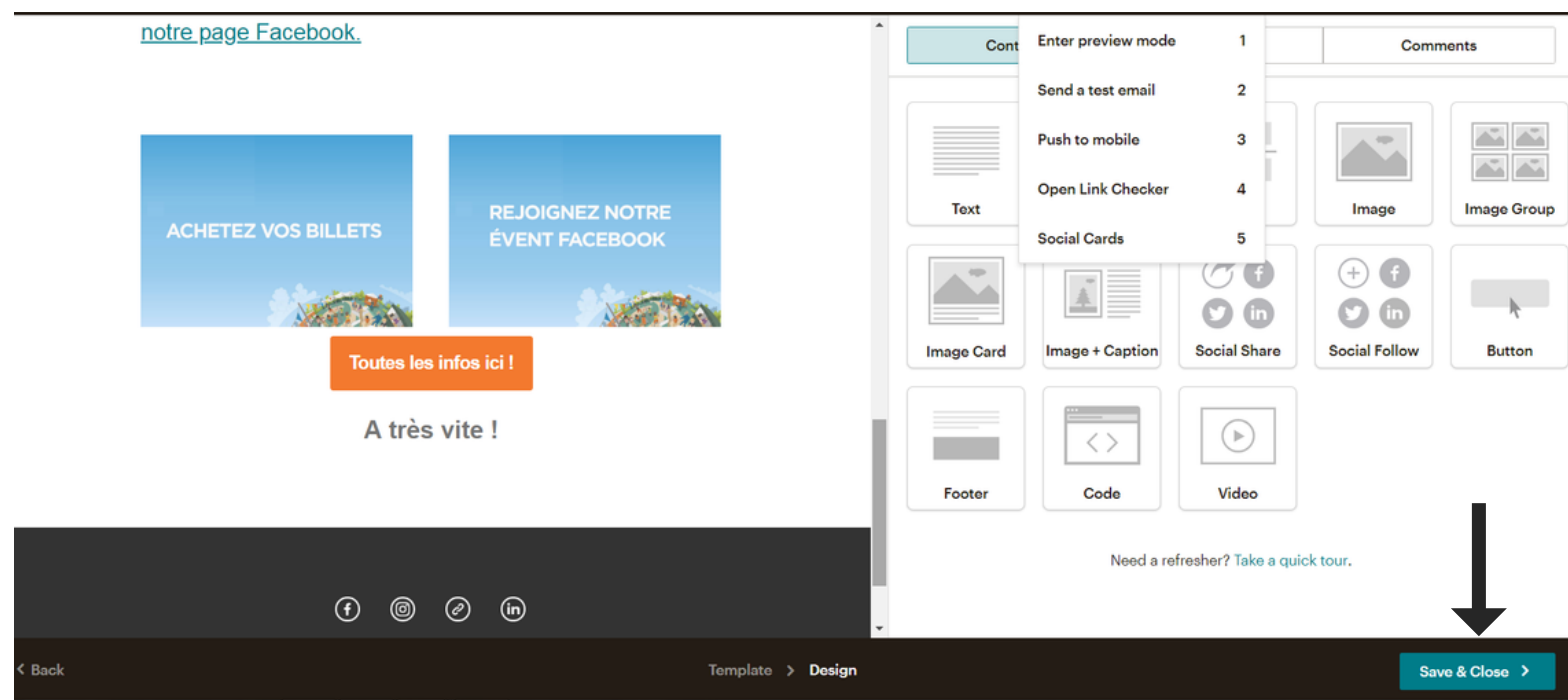 notre page Facebook.
ACHETEZ VOS BILLETS
REJOIGNEZ NOTRE
ÉVENT FACEBOOK
Toutes les infos ici !
A très vite !
Cont
Enter preview mode 1
Send a test email 2
Push to mobile 3
Open Link Checker 4
Social Cards 5
Comments
Text
Image
Image Group
Image Card
Image + Caption
Social Share
Social Follow
Button
Footer
Code
Video
Need a refresher? Take a quick tour.
< Back
Template > Design
Save & Close >